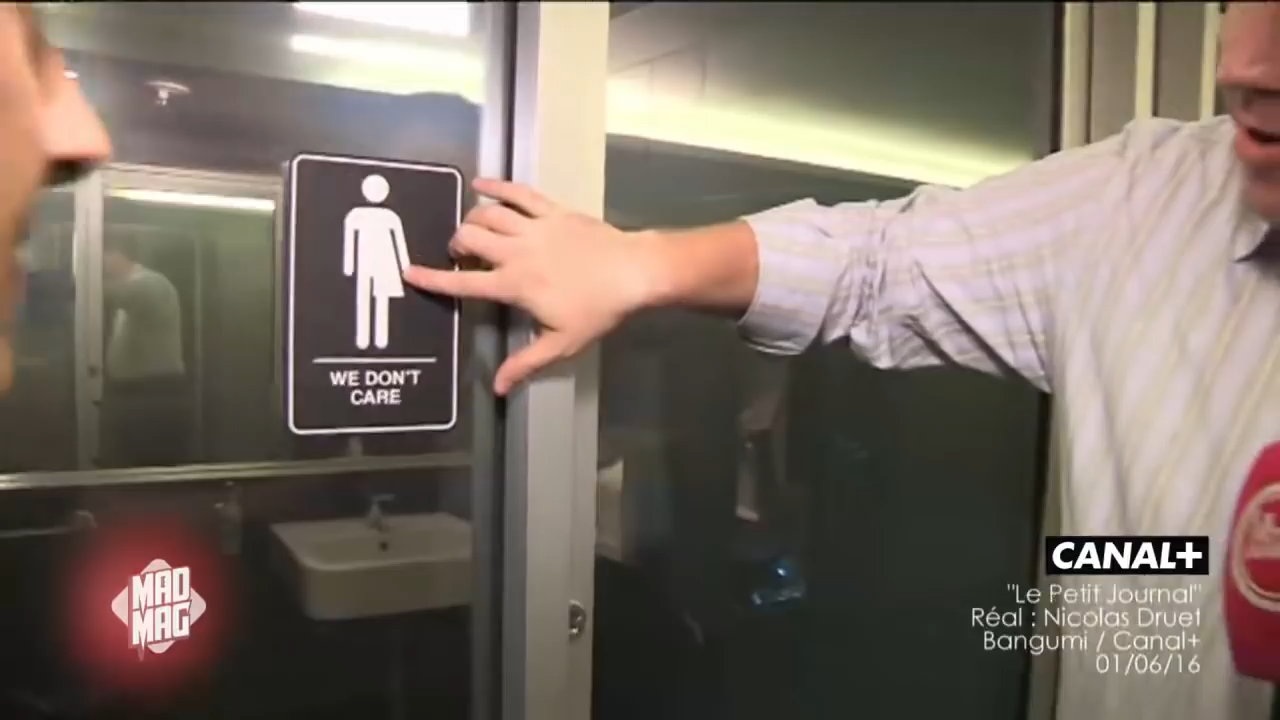 WE DON'T
CARE
MAD
MAG
CANAL+
"Le Petit Journal"
Réal : Nicolas Druet
Bangumi / Canal+
01/06/16